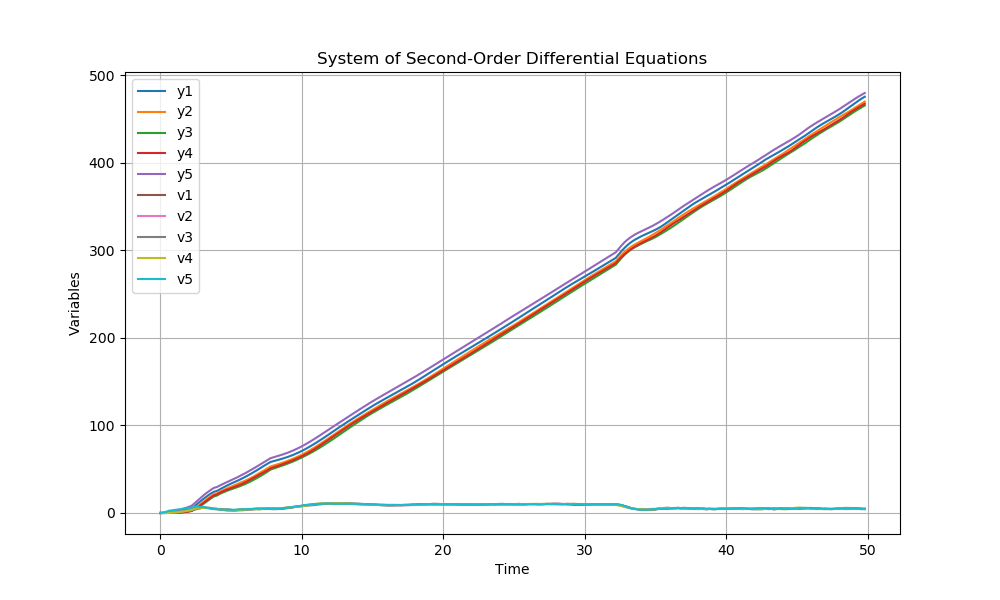 System of Second-Order Differential Equations
500
400
300
200
100
0
Variables
y1
y2
y3
y4
y5
v1
v2
v3
v4
v5
0 10 20 30 40 50
Time